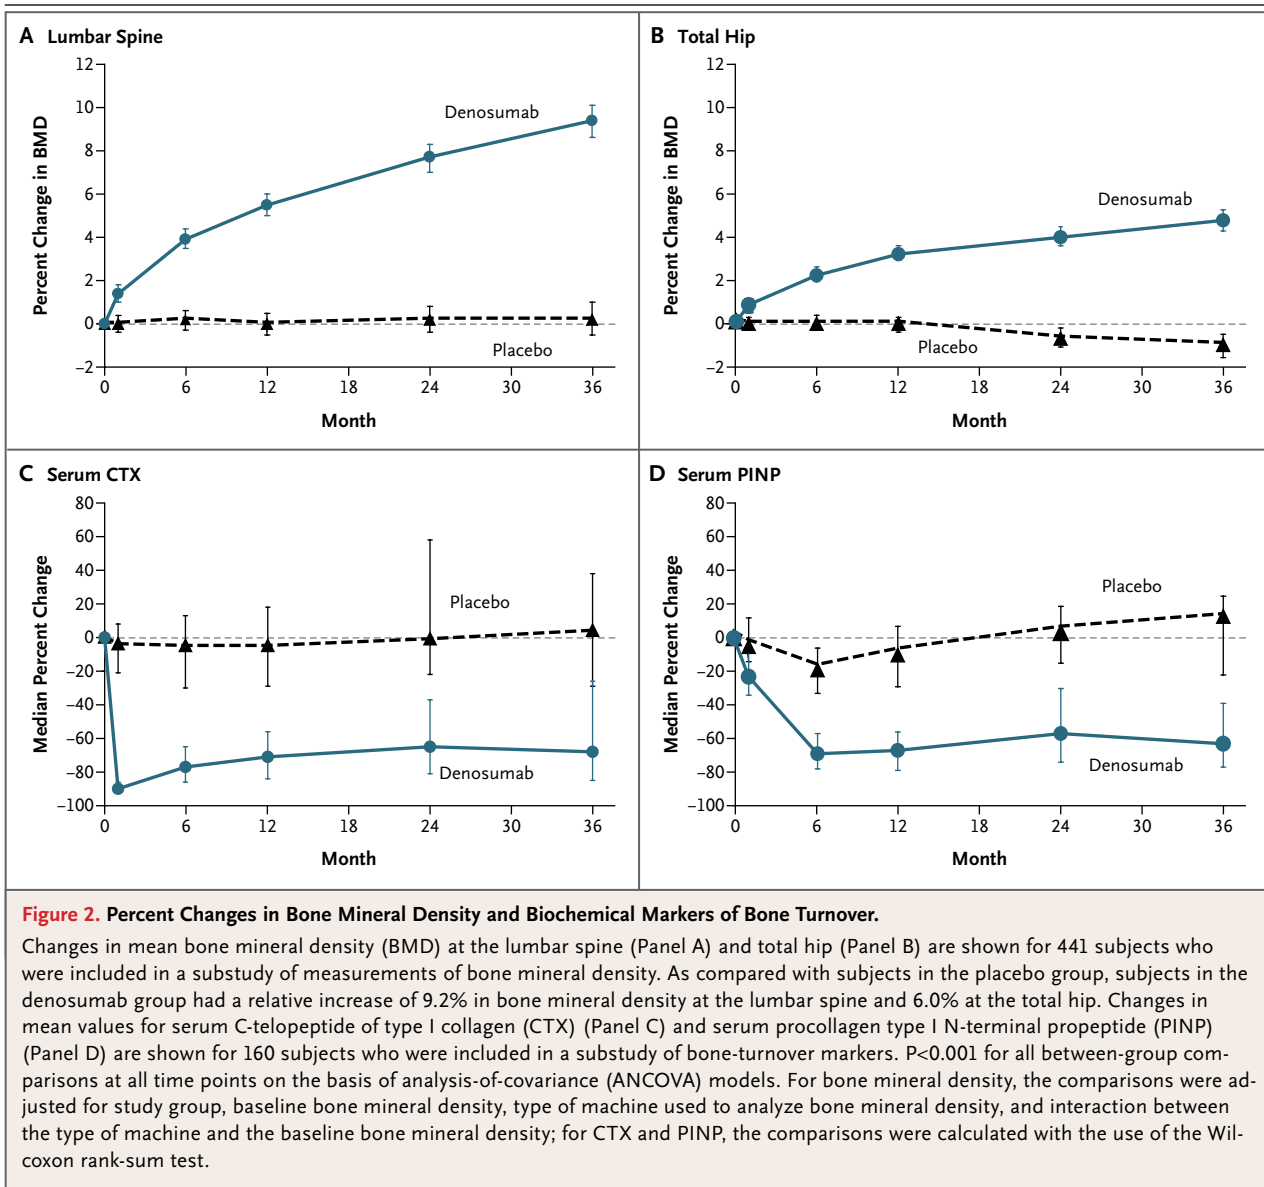 A Lumbar Spine
12
10
8
6
4
2
0
−2
Percent Change in BMD
Denosumab
Placebo
0 6 12 18 24 30 36
Month
B Total Hip
12
10
8
6
4
2
0
−2
Percent Change in BMD
Denosumab
Placebo
0 6 12 18 24 30 36
Month
C Serum CTX
80
60
40
20
0
−20
−40
−60
−80
−100
Median Percent Change
Placebo
Denosumab
0 6 12 18 24 30 36
Month
D Serum PINP
80
60
40
20
0
−20
−40
−60
−80
−100
Median Percent Change
Placebo
Denosumab
0 6 12 18 24 30 36
Month
Figure 2. Percent Changes in Bone Mineral Density and Biochemical Markers of Bone Turnover.
Changes in mean bone mineral density (BMD) at the lumbar spine (Panel A) and total hip (Panel B) are shown for 441 subjects who
were included in a substudy of measurements of bone mineral density. As compared with subjects in the placebo group, subjects in the
denosumab group had a relative increase of 9.2% in bone mineral density at the lumbar spine and 6.0% at the total hip. Changes in
mean values for serum C-telopeptide of type I collagen (CTX) (Panel C) and serum procollagen type I N-terminal propeptide (PINP)
(Panel D) are shown for 160 subjects who were included in a substudy of bone-turnover markers. P<0.001 for all between-group com-
parisons at all time points on the basis of analysis-of-covariance (ANCOVA) models. For bone mineral density, the comparisons were ad-
justed for study group, baseline bone mineral density, type of machine used to analyze bone mineral density, and interaction between
the type of machine and the baseline bone mineral density; for CTX and PINP, the comparisons were calculated with the use of the Wil-
coxon rank-sum test.